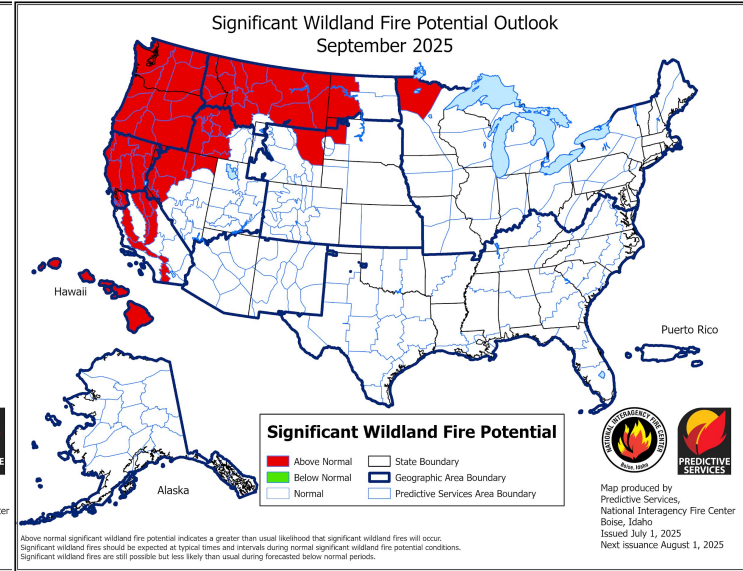 Significant Wildland Fire Potential Outlook
September 2025
Hawaii
Puerto Rico
Alaska
Significant Wildland Fire Potential
Above Normal
State Boundary
Below Normal
Geographic Area Boundary
Normal
Predictive Services Area Boundary
NATIONAL INTERAGENCY FIRE CENTER
Boise, Idaho
PREDICTIVE
SERVICES
E
ter
Map produced by
Predictive Services,
National Interagency Fire Center
Boise, Idaho
Issued July 1, 2025
Next issuance August 1, 2025
Above normal significant wildland fire potential indicates a greater than usual likelihood that significant wildland fires will occur.
Significant wildland fires should be expected at typical times and intervals during normal significant wildland fire potential conditions.
Significant wildland fires are still possible but less likely than usual during forecasted below normal periods.